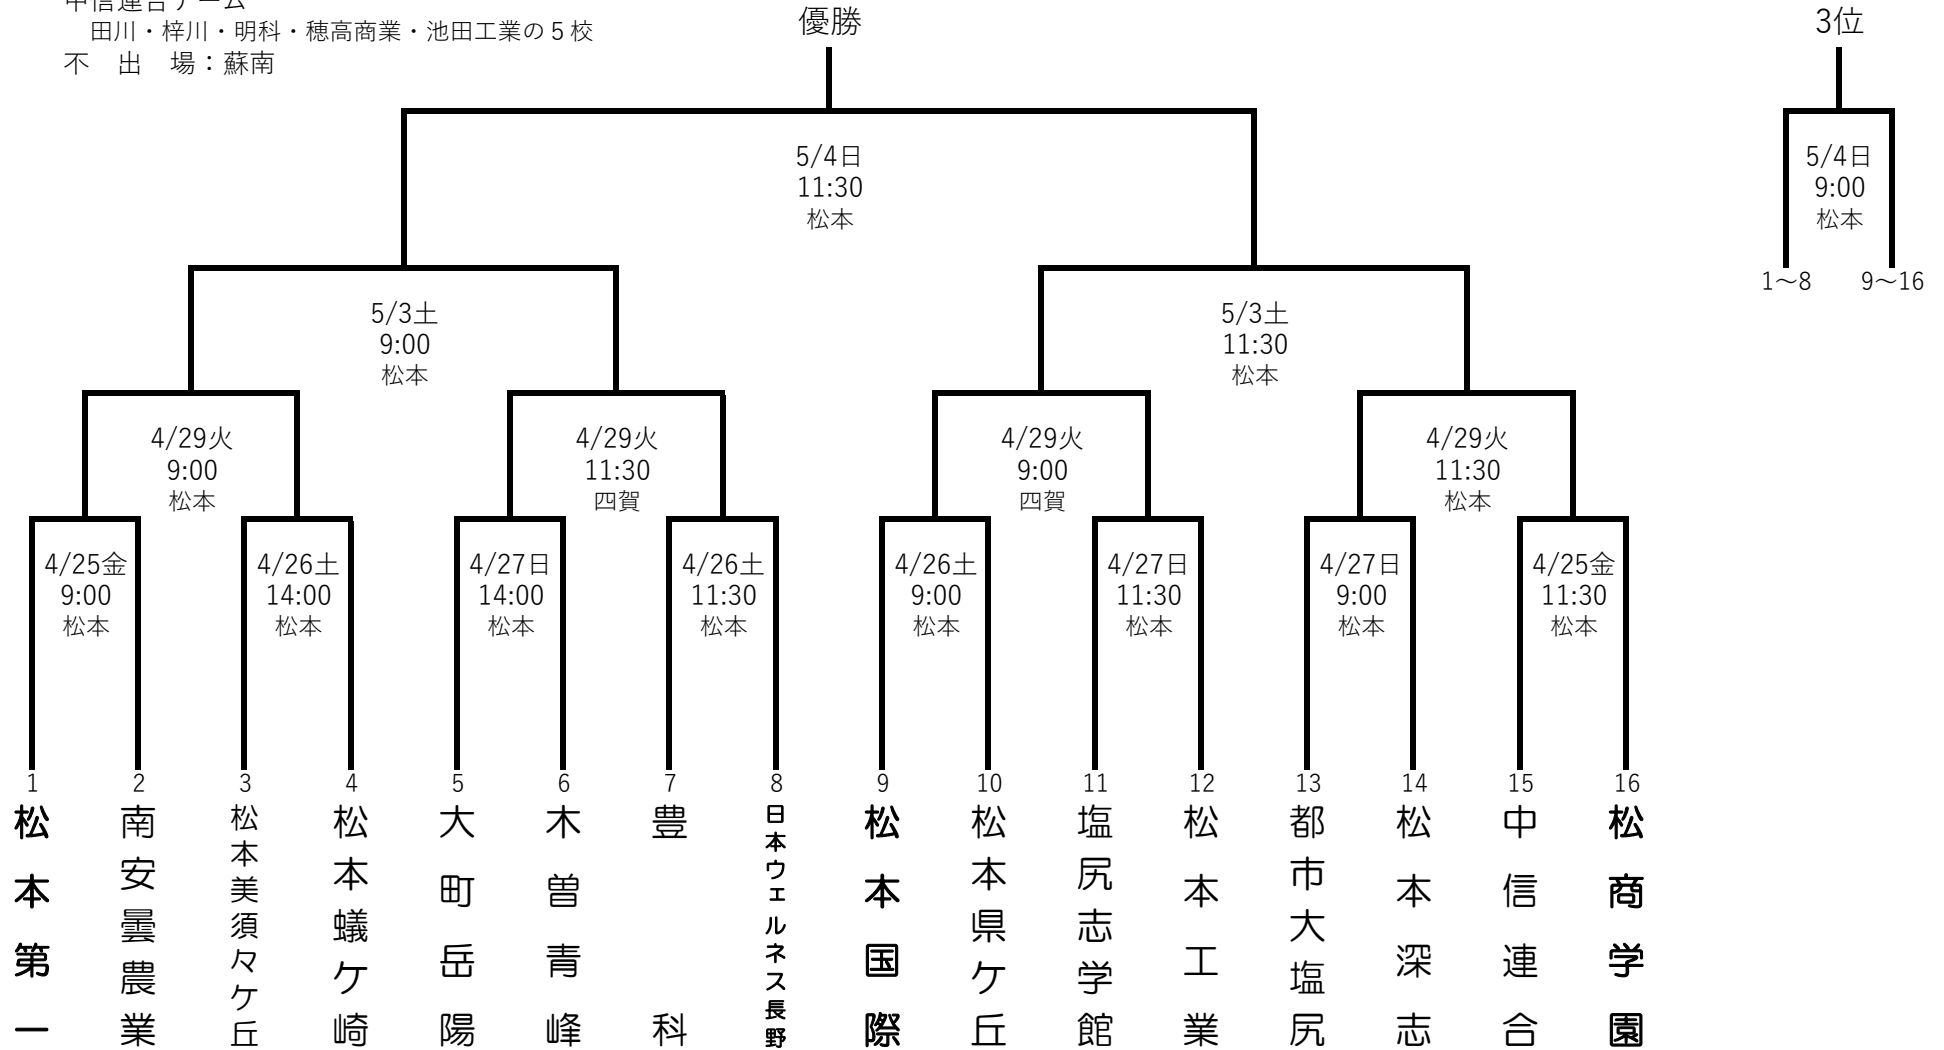 中信連合チーム
田川・梓川・明科・穂高商業・池田工業の5校
不　出　場：蘇南
優勝
3位
5/4日
11:30
松本
5/4日
9:00
松本
1～8
9～16
5/3土
9:00
松本
5/3土
11:30
松本
4/29火
9:00
松本
4/29火
11:30
四賀
4/29火
9:00
四賀
4/29火
11:30
松本
4/25金
9:00
松本
4/26土
14:00
松本
4/27日
14:00
松本
4/26土
11:30
松本
4/26土
9:00
松本
4/27日
11:30
松本
4/27日
9:00
松本
4/25金
11:30
松本
1
松本第一
2
南安曇農業
3
松本美須々ケ丘
4
松本蟻ケ崎
5
大町岳陽
6
木曽青峰
7
豊科
8
日本ウェルネス長野
9
松本国際
10
松本県ケ丘
11
塩尻志学館
12
松本工業
13
都市大塩尻
14
松本深志
15
中信連合
16
松商学園